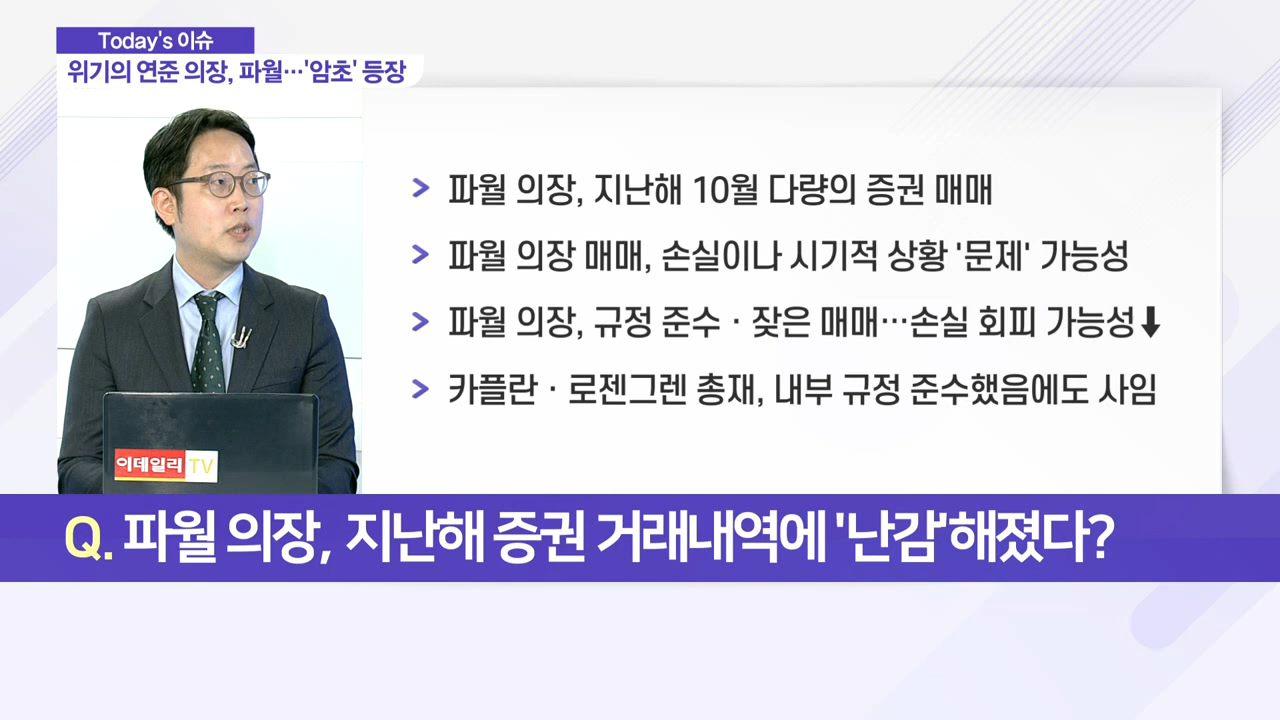 Today's 이슈
위기의 연준 의장, 파월…'암초' 등장
> 파월 의장, 지난해 10월 다량의 증권 매매
> 파월 의장 매매, 손실이나 시기적 상황 '문제' 가능성
> 파월 의장, 규정 준수 · 잦은 매매…손실 회피 가능성⬇
> 카플란 · 로젠그렌 총재, 내부 규정 준수했음에도 사임
이데일리 TV
Q. 파월 의장, 지난해 증권 거래내역에 '난감'해졌다?